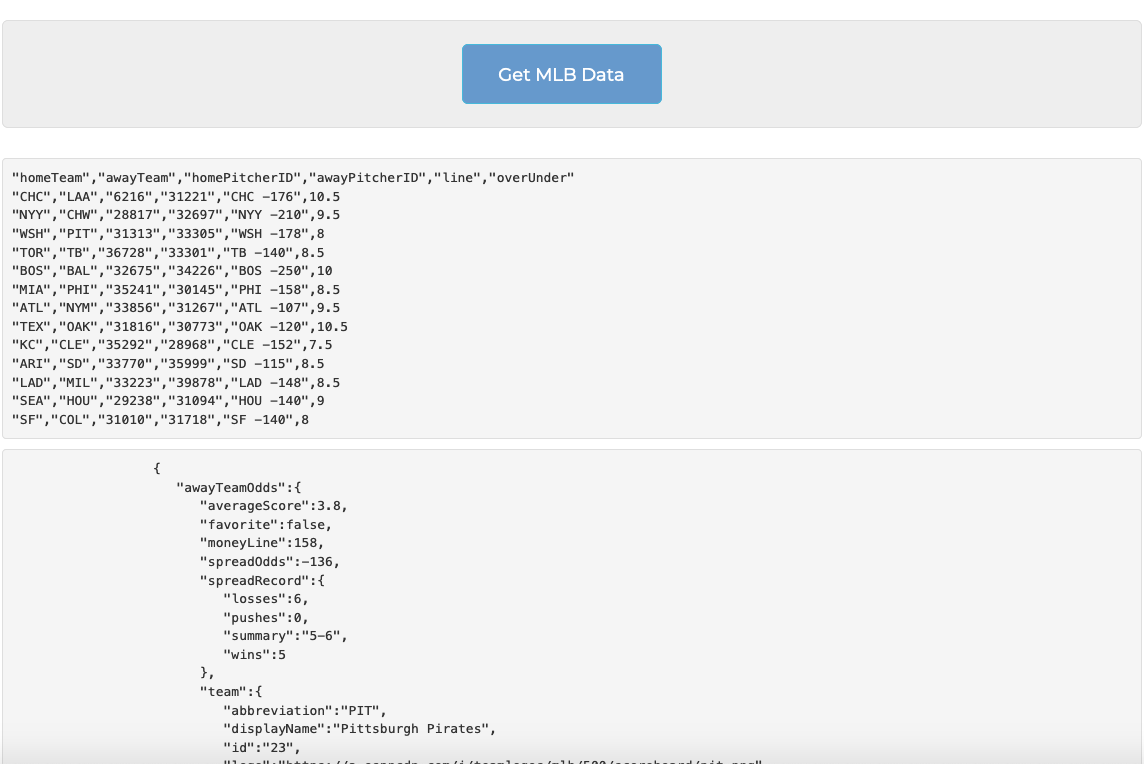 Get MLB Data
"homeTeam","awayTeam","homePitcherID","awayPitcherID","line","overUnder"
"CHC","LAA","6216","31221","CHC -176",10.5
"NYY","CHW","28817","32697","NYY -210",9.5
"WSH","PIT","31313","33305","WSH -178",8
"TOR","TB","36728","33301","TB -140",8.5
"BOS","BAL","32675","34226","BOS -250",10
"MIA","PHI","35241","30145","PHI -158",8.5
"ATL","NYM","33856","31267","ATL -107",9.5
"TEX","OAK","31816","30773","OAK -120",10.5
"KC","CLE","35292","28968","CLE -152",7.5
"ARI","SD","33770","35999","SD -115",8.5
"LAD","MIL","33223","39878","LAD -148",8.5
"SEA","HOU","29238","31094","HOU -140",9
"SF","COL","31010","31718","SF -140",8
{
"awayTeamOdds":{
"averageScore":3.8,
"favorite":false,
"moneyLine":158,
"spreadOdds":-136,
"spreadRecord":{
"losses":6,
"pushes":0,
"summary":"5-6",
"wins":5
},
"team":{
"abbreviation":"PIT",
"displayName":"Pittsburgh Pirates",
"id":"23",